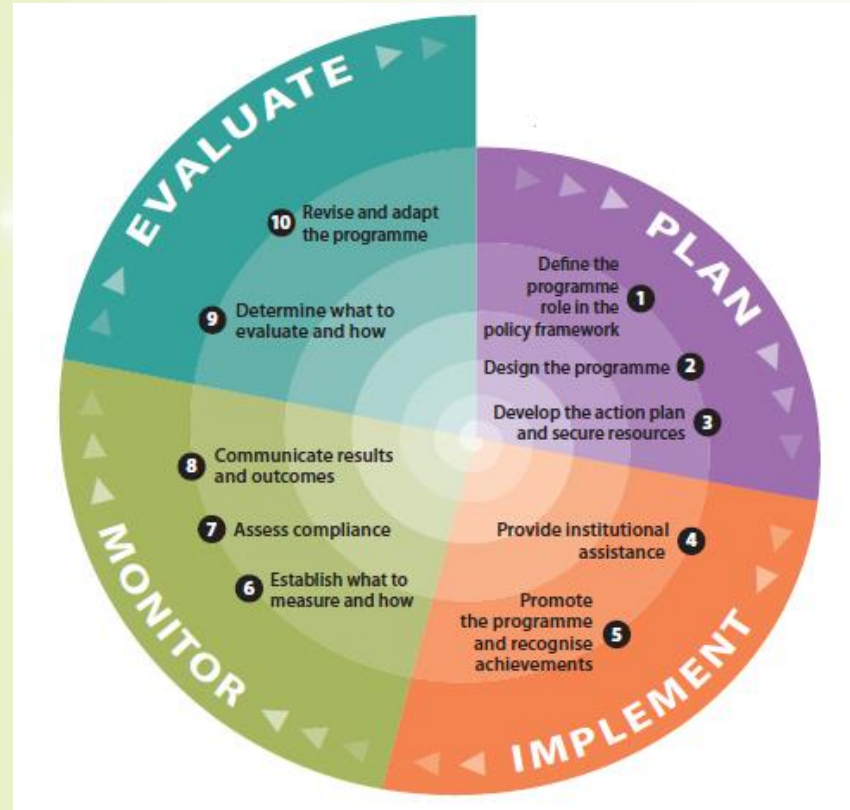 PLAN
Define the
programme
role in the
policy framework
1
Design the programme
2
Develop the action plan
and secure resources
3
IMPLEMENT
Provide institutional
assistance
4
Promote
the programme
and recognise
achievements
5
MONITOR
6
Establish what to
measure and how
7
Assess compliance
8
Communicate results
and outcomes
EVALUATE
9
Determine what to
evaluate and how
10
Revise and adapt
the programme